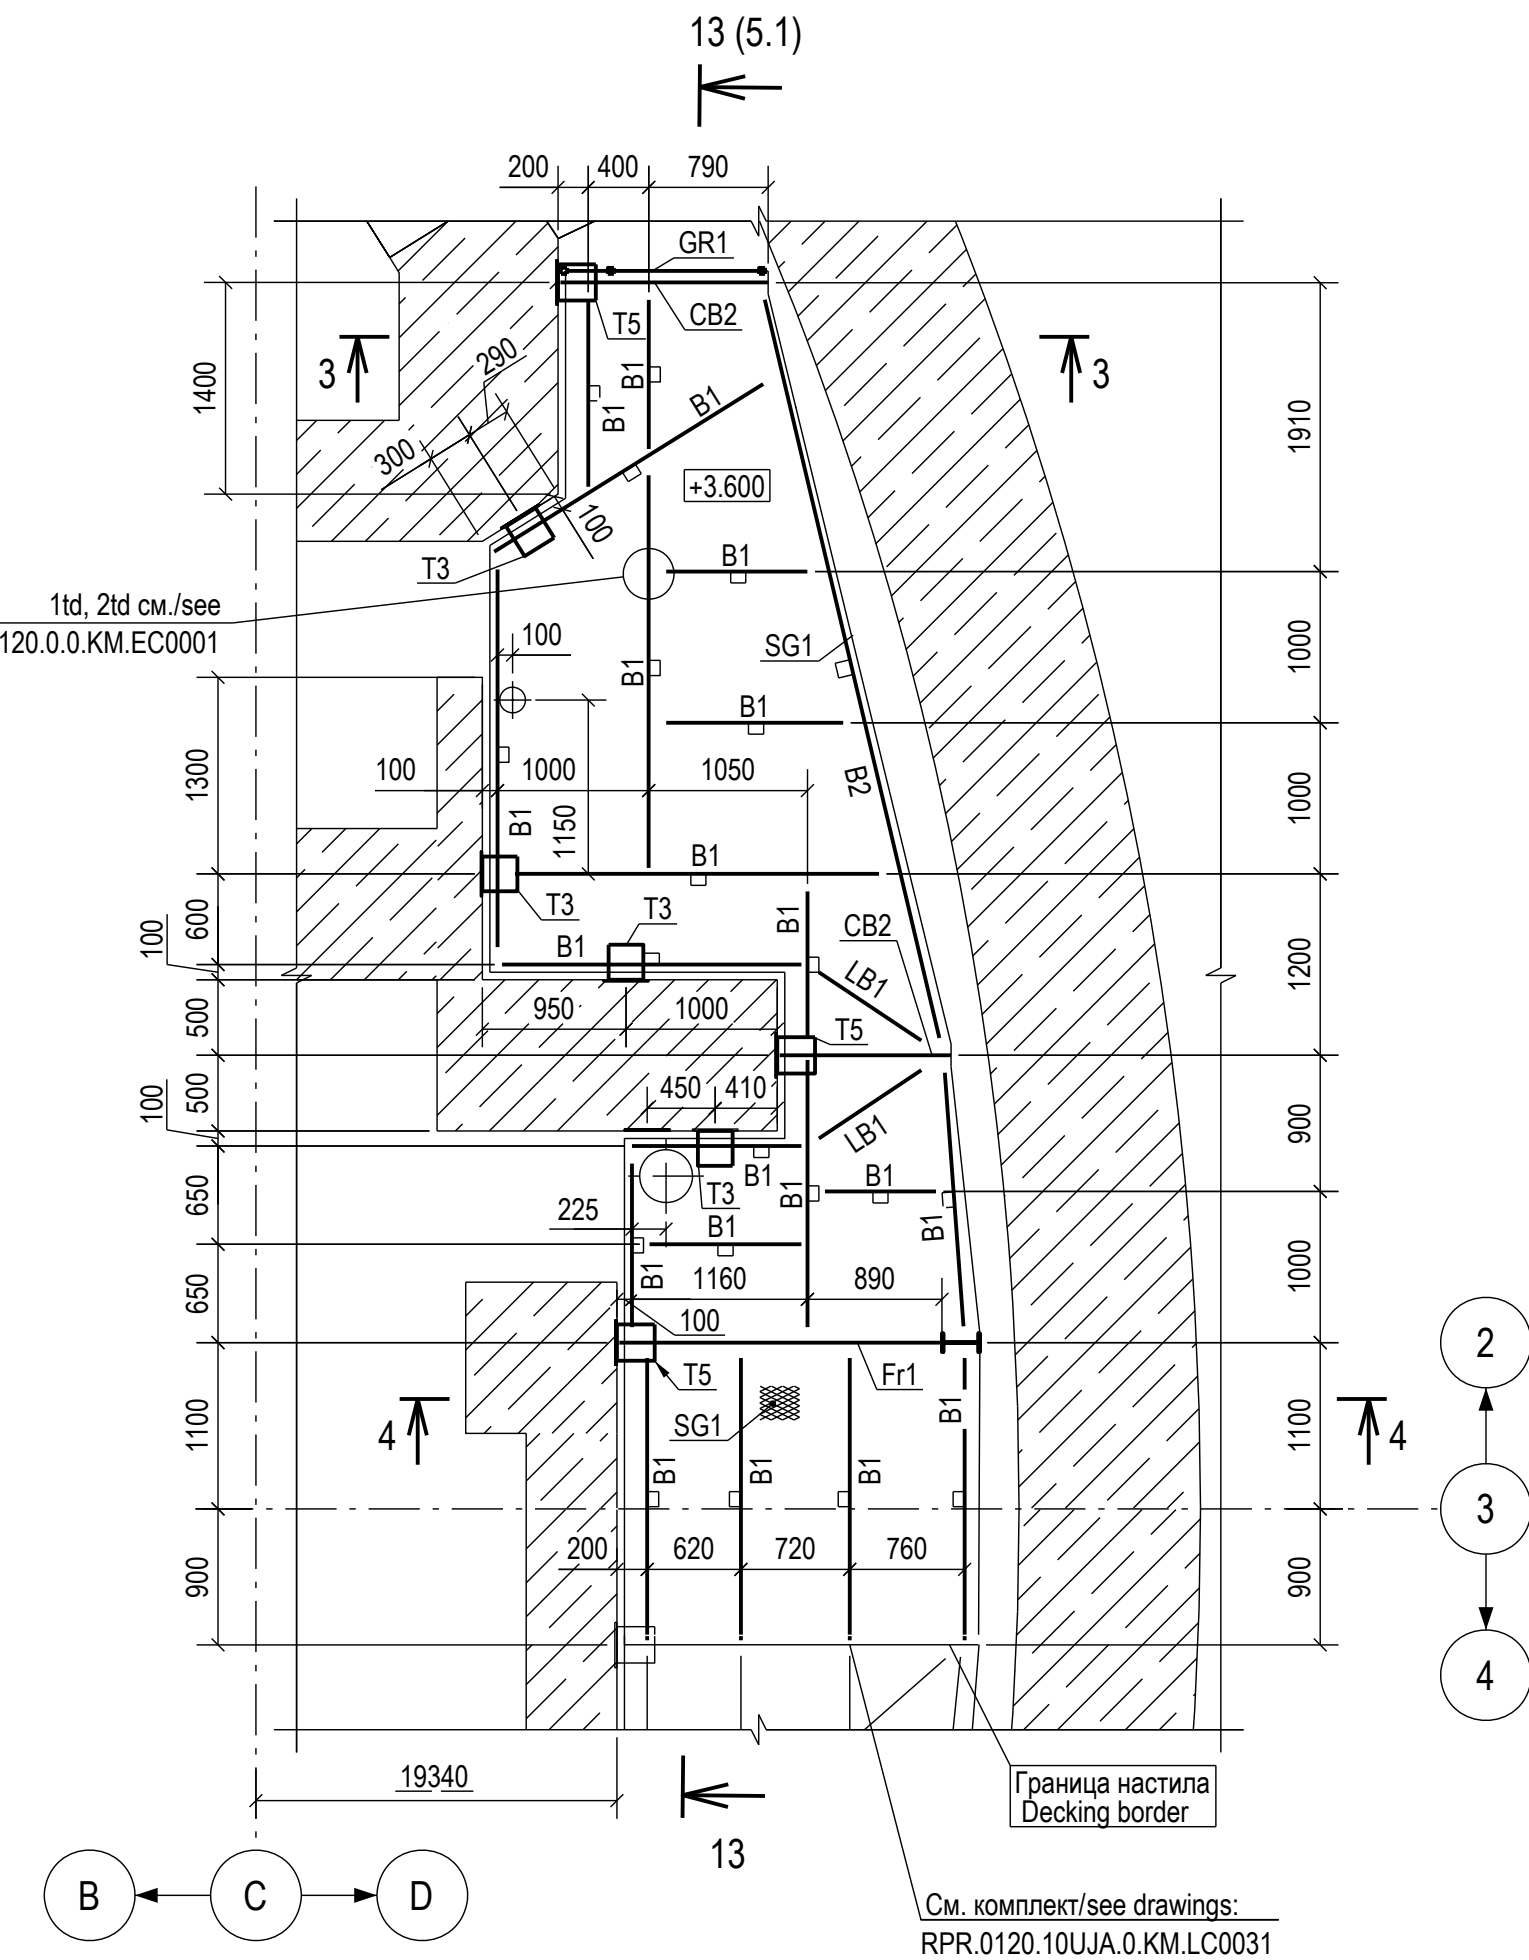 13 (5.1)
200
400
790
GR1
CB2
T5
3
3
290
300
1400
B1
B1
B1
+3.600
100
T3
B1
1td, 2td см./see
120.0.0.KM.EC0001
100
SG1
B1
B1
1910
1000
1000
1300
100
1000
1050
B2
B1
1150
B1
T3
T3
B1
B1
CB2
LB1
T5
600
100
500
950
1000
1200
500
100
450
410
LB1
900
650
B1
T3
B1
B1
B1
225
B1
B1
1160
890
100
650
1000
T5
Fr1
SG1
B1
B1
B1
B1
4
4
1100
1100
200
620
720
760
900
900
2
3
4
19340
Граница настила
Decking border
13
B
C
D
См. комплект/see drawings:
RPR.0120.10UJA.0.KM.LC0031